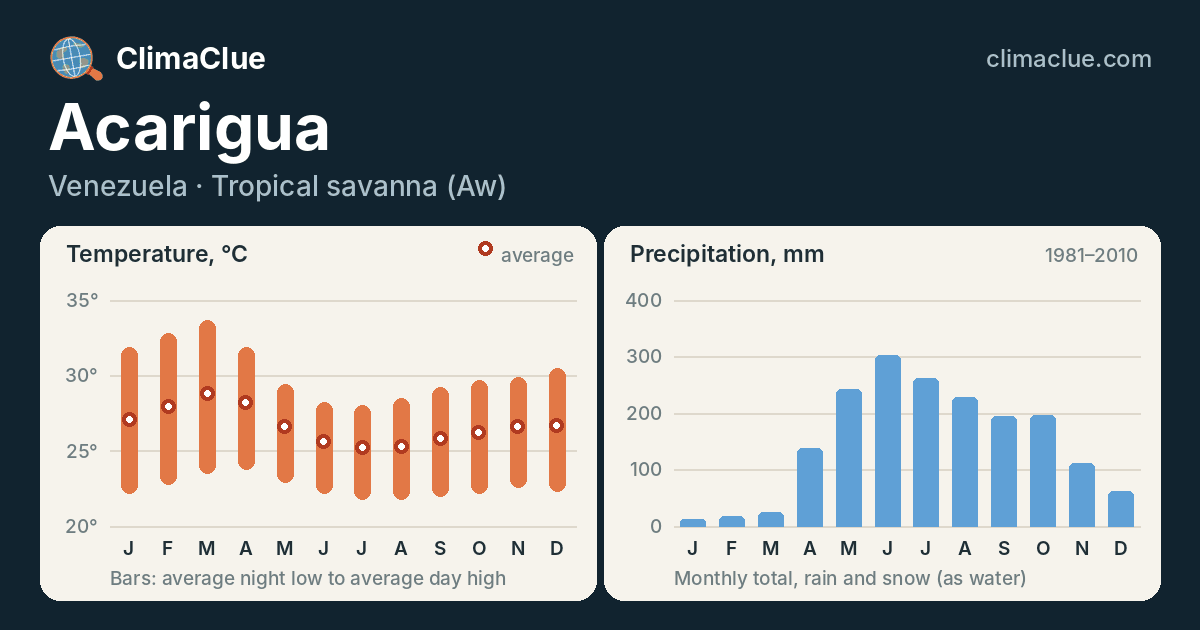 ClimaClue
climaclue.com
Acarigua
Venezuela · Tropical savanna (Aw)
Temperature, °C
average
35°
30°
25°
20°
J F M A M J J A S O N D
Bars: average night low to average day high
Precipitation, mm
1981–2010
400
300
200
100
0
J F M A M J J A S O N D
Monthly total, rain and snow (as water)